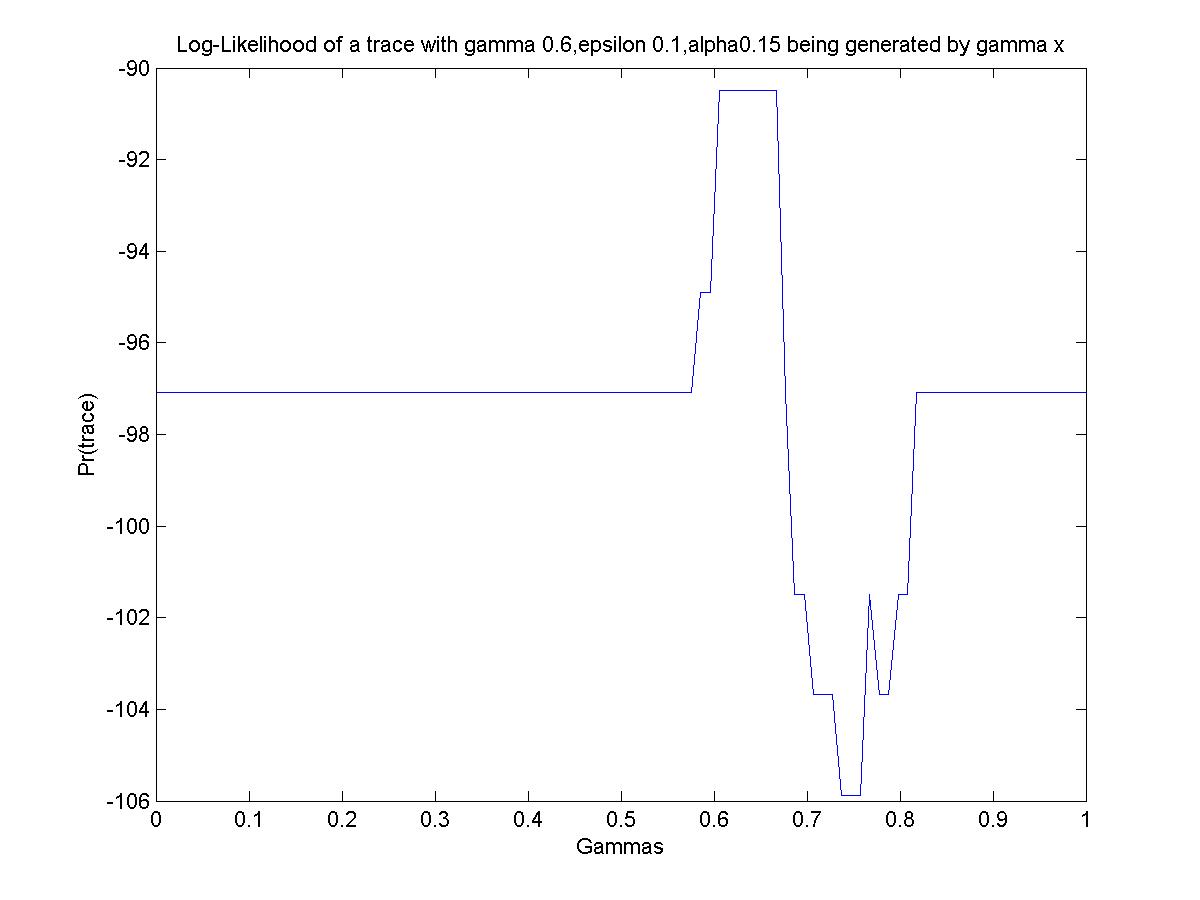 Log-Likelihood of a trace with gamma 0.6,epsilon 0.1,alpha0.15 being generated by gamma x
-90
-92
-94
-96
-98
-100
-102
-104
-106
Pr(trace)
0 0.1 0.2 0.3 0.4 0.5 0.6 0.7 0.8 0.9 1
Gammas